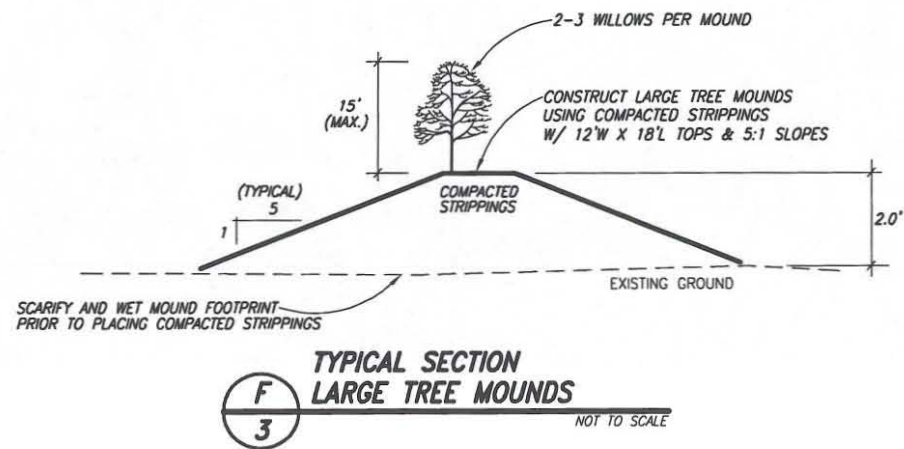 2-3 WILLOWS PER MOUND
15'
(MAX.)
CONSTRUCT LARGE TREE MOUNDS
USING COMPACTED STRIPPINGS
W/ 12'W X 18'L TOPS & 5:1 SLOPES
(TYPICAL)
5
1
COMPACTED
STRIPPINGS
2.0'
EXISTING GROUND
SCARIFY AND WET MOUND FOOTPRINT
PRIOR TO PLACING COMPACTED STRIPPINGS
TYPICAL SECTION
F LARGE TREE MOUNDS
3
NOT TO SCALE